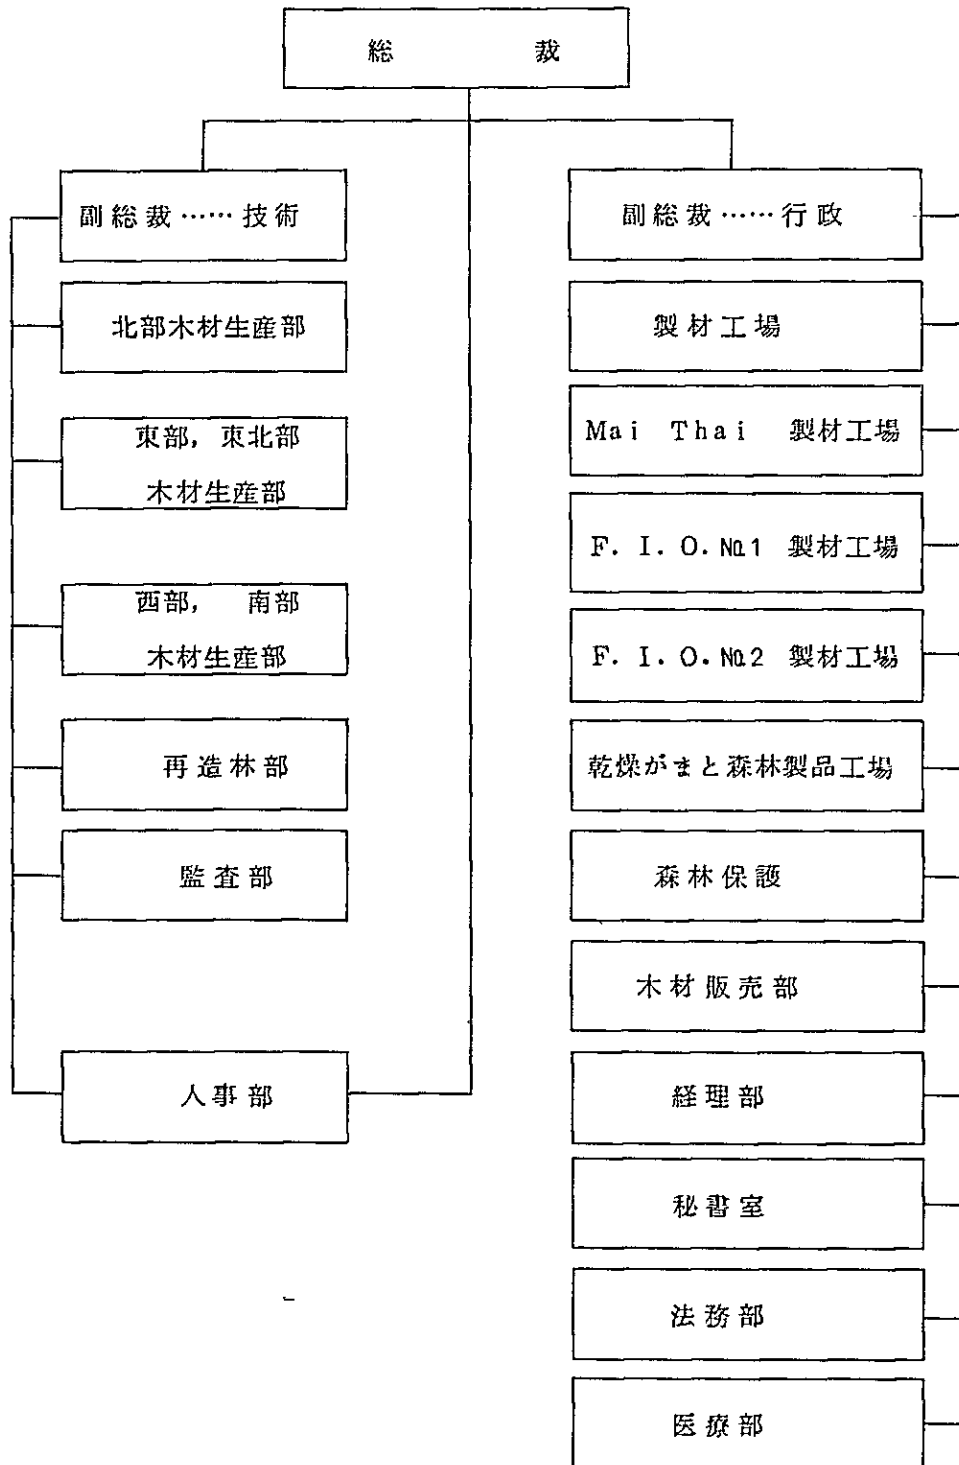 総裁
副総裁……技術
北部木材生産部
東部，東北部
木材生産部
西部，南部
木材生産部
再造林部
監査部
人事部
副総裁……行政
製材工場
Mai Thai 製材工場
F. I. O. No.1 製材工場
F. I. O. No.2 製材工場
乾燥がまと森林製品工場
森林保護
木材販売部
経理部
秘書室
法務部
医療部